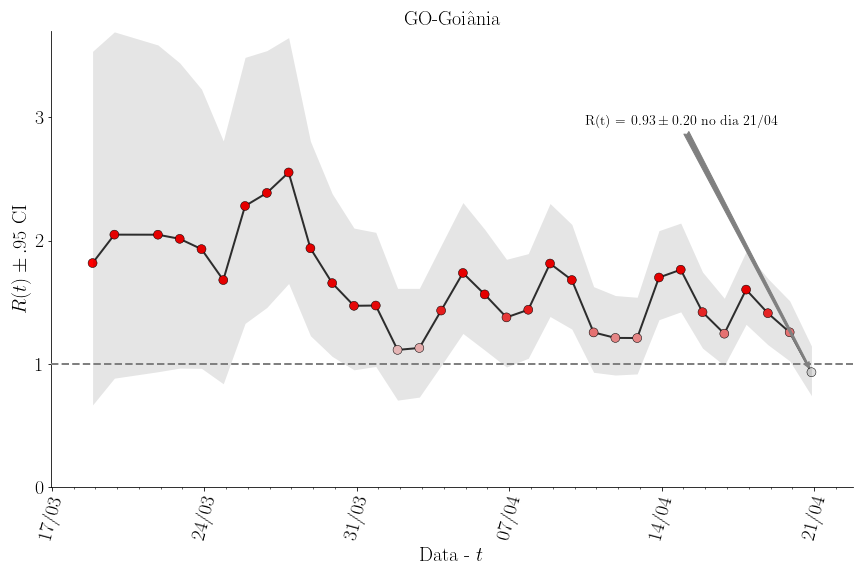 GO-Goiânia
R(t) = 0.93 ± 0.20 no dia 21/04
R(t) ± .95 CI
3
2
1
0
17/03
24/03
31/03
07/04
14/04
21/04
Data - t